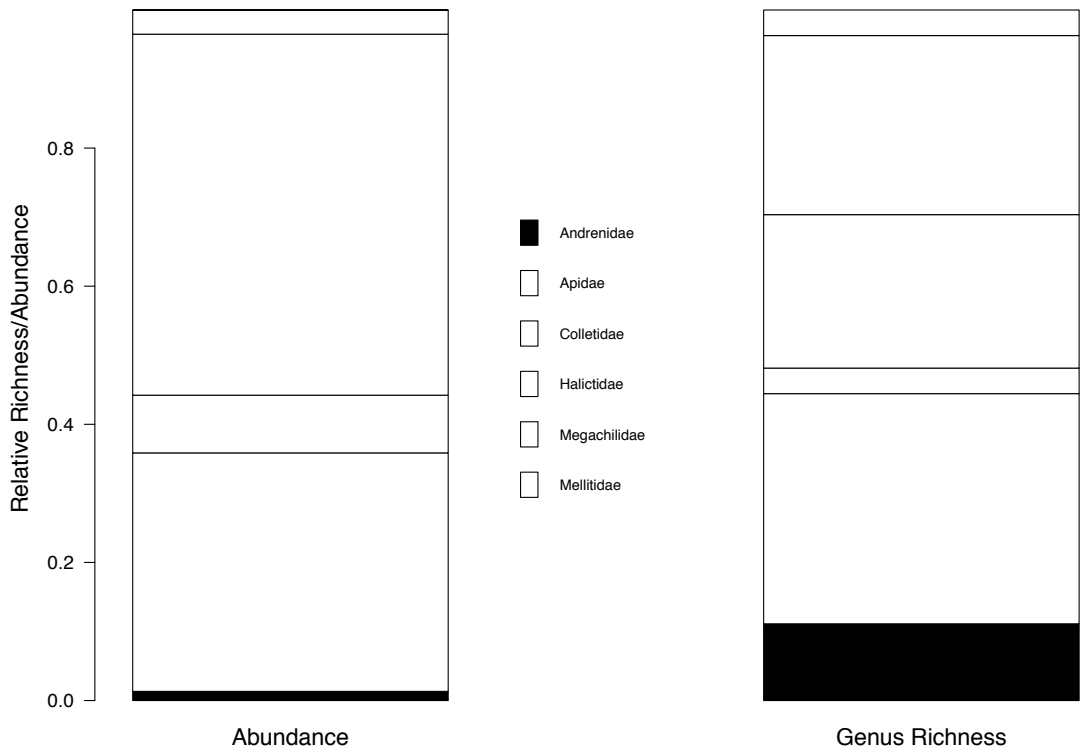 Relative Richness/Abundance
0.8
0.6
0.4
0.2
0.0
Andrenidae
Apidae
Colletidae
Halictidae
Megachilidae
Mellitidae
Abundance
Genus Richness